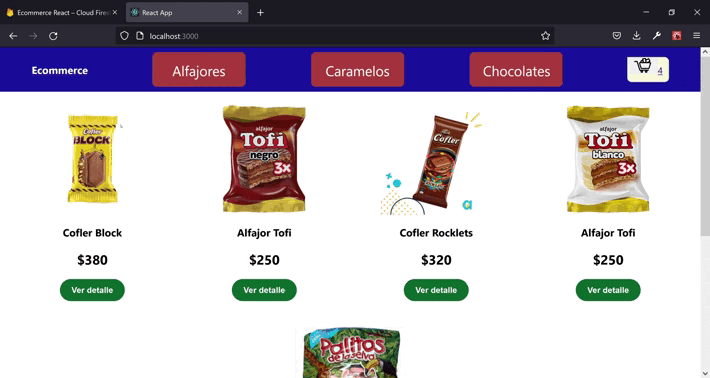 Ecommerce React – Cloud Fires
React App
localhost:3000
Ecommerce
Alfajores
Caramelos
Chocolates
4
Cofler
BLOCK
alfajor
Tofi
negro
3X
Cofler
alfajor
Tofi
blanco
3X
Cofler Block
Alfajor Tofi
Cofler Rocklets
Alfajor Tofi
$380
$250
$320
$250
Ver detalle
Ver detalle
Ver detalle
Ver detalle
Palitos
de la selva